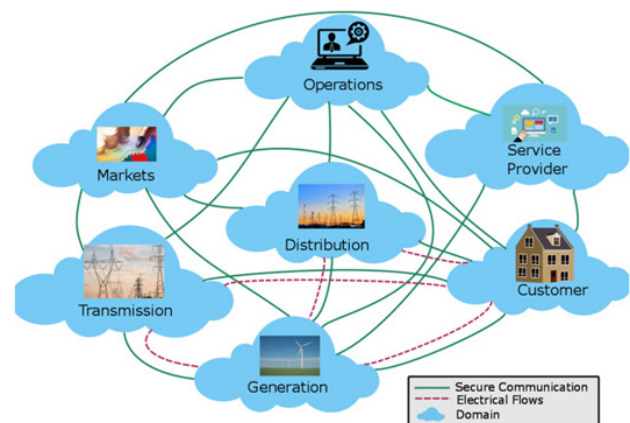 Operations
Service
Provider
Markets
Distribution
Customer
Transmission
Generation
Secure Communication
Electrical Flows
Domain